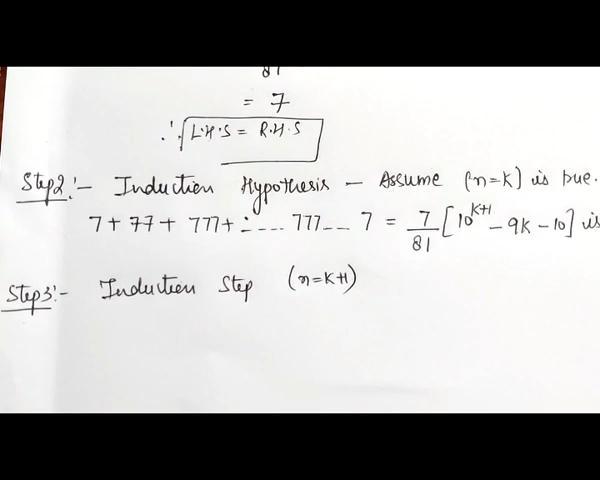 81
= 7
∴ L.H.S = R.H.S
Step2:- Induction Hypothesis - Assume (n=k) is true.
7 + 77 + 777 + :---- 777 -- 7 = 7/81 [10^{k+1} - 9k - 10] is
Step3:- Induction Step (n=k+1)